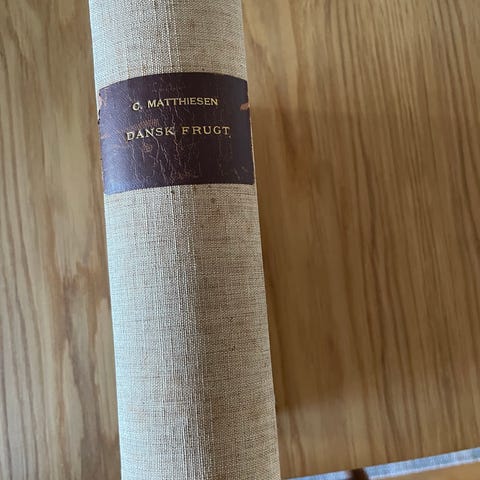 C. MATTHIESEN
DANSK FRUGT